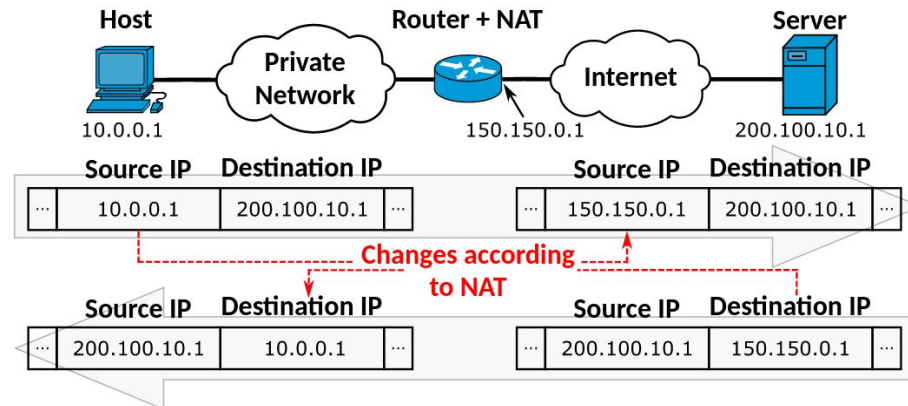 Host Router + NAT Server
Private
Network
Internet
10.0.0.1 150.150.0.1 200.100.10.1
Source IP Destination IP Source IP Destination IP
... 10.0.0.1 200.100.10.1 ... ... 150.150.0.1 200.100.10.1 ...
Changes according
to NAT
Source IP Destination IP Source IP Destination IP
... 200.100.10.1 10.0.0.1 ... ... 200.100.10.1 150.150.0.1 ...